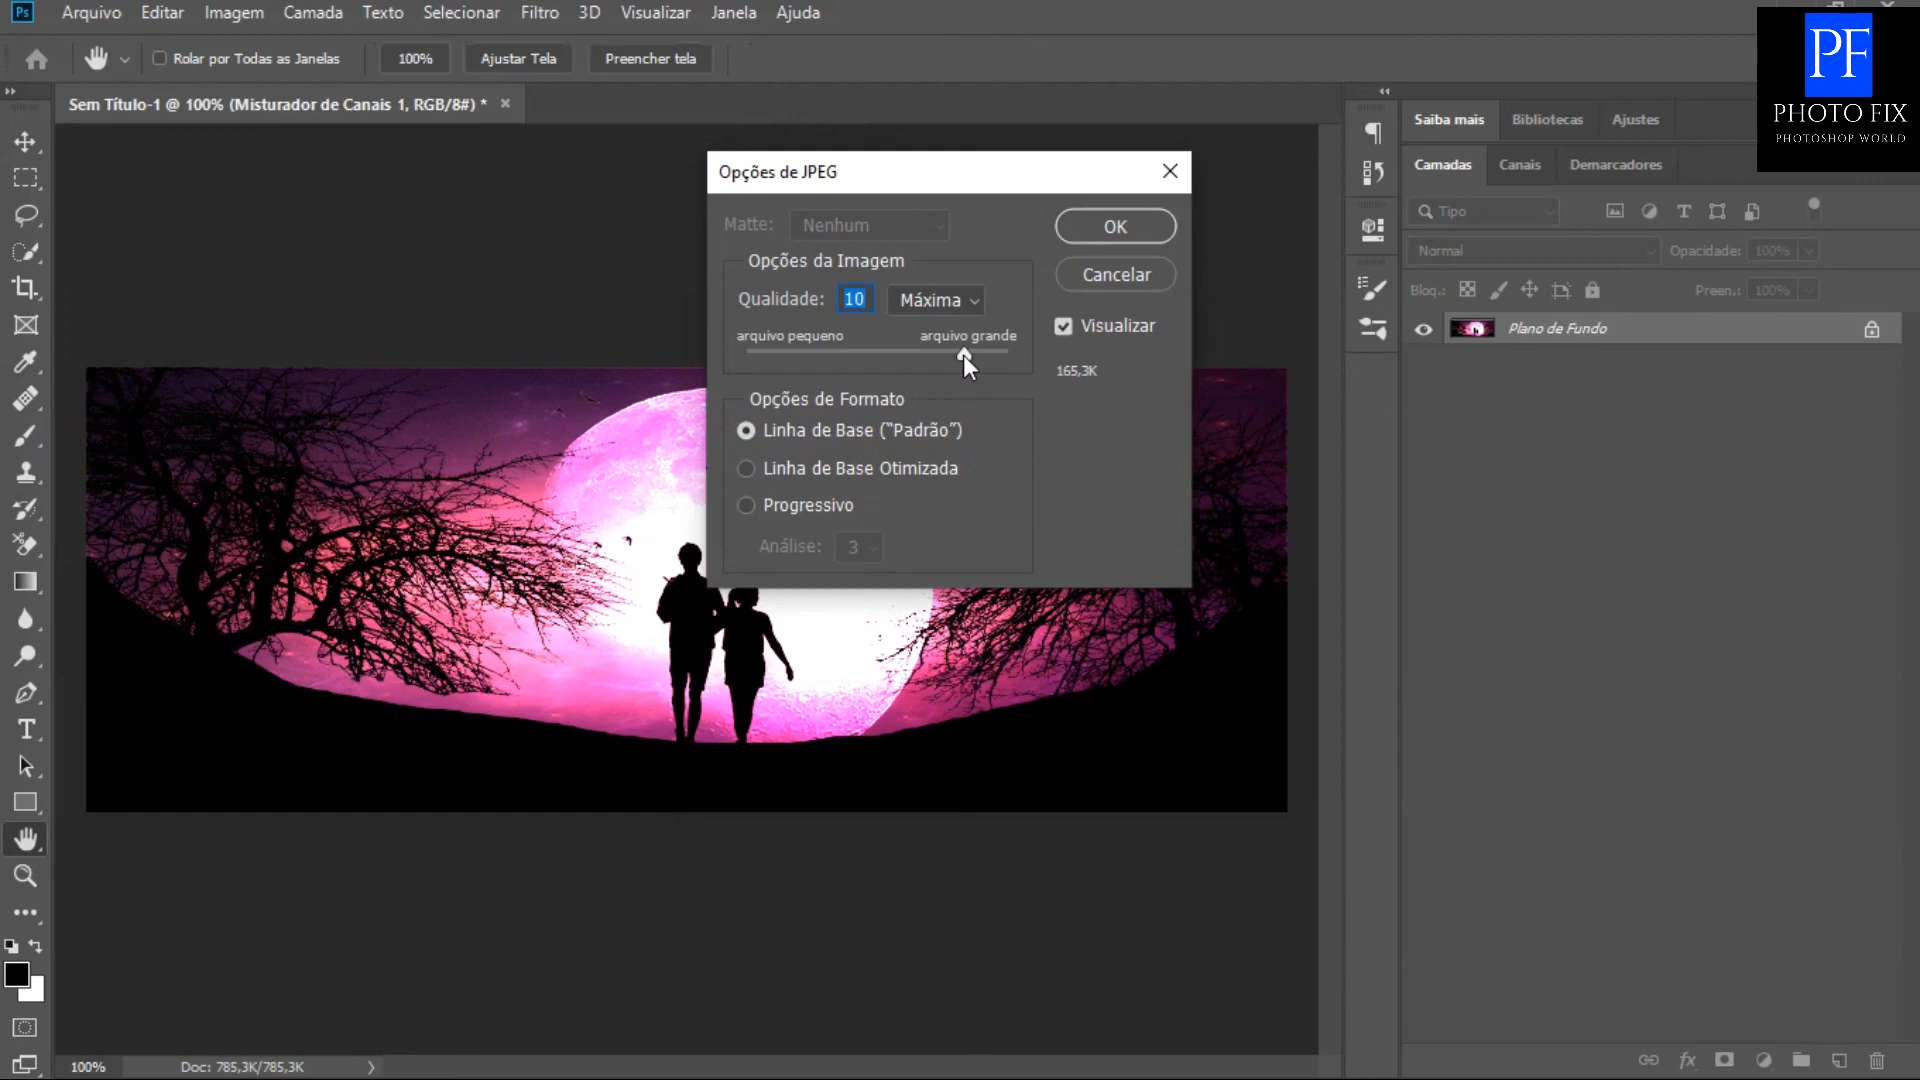 Ps Arquivo Editar Imagem Camada Texto Selecionar Filtro 3D Visualizar Janela Ajuda
Rolar por Todas as Janelas 100% Ajustar Tela Preencher tela
PF
PHOTO FIX
PHOTOSHOP WORLD
Sem Título-1 @ 100% (Misturador de Canais 1, RGB/8#) *
Saiba mais Bibliotecas Ajustes
Camadas Canais Demarcadores
Tipo
Normal Opacidade: 100%
Bloq.: Preen.: 100%
Plano de Fundo
Opções de JPEG
Matte: Nenhum
OK
Opções da Imagem
Cancelar
Qualidade: 10 Máxima
Visualizar
arquivo pequeno arquivo grande
165,3K
Opções de Formato
Linha de Base (“Padrão”)
Linha de Base Otimizada
Progressivo
Análise: 3
T
fx
100% Doc: 785,3K/785,3K